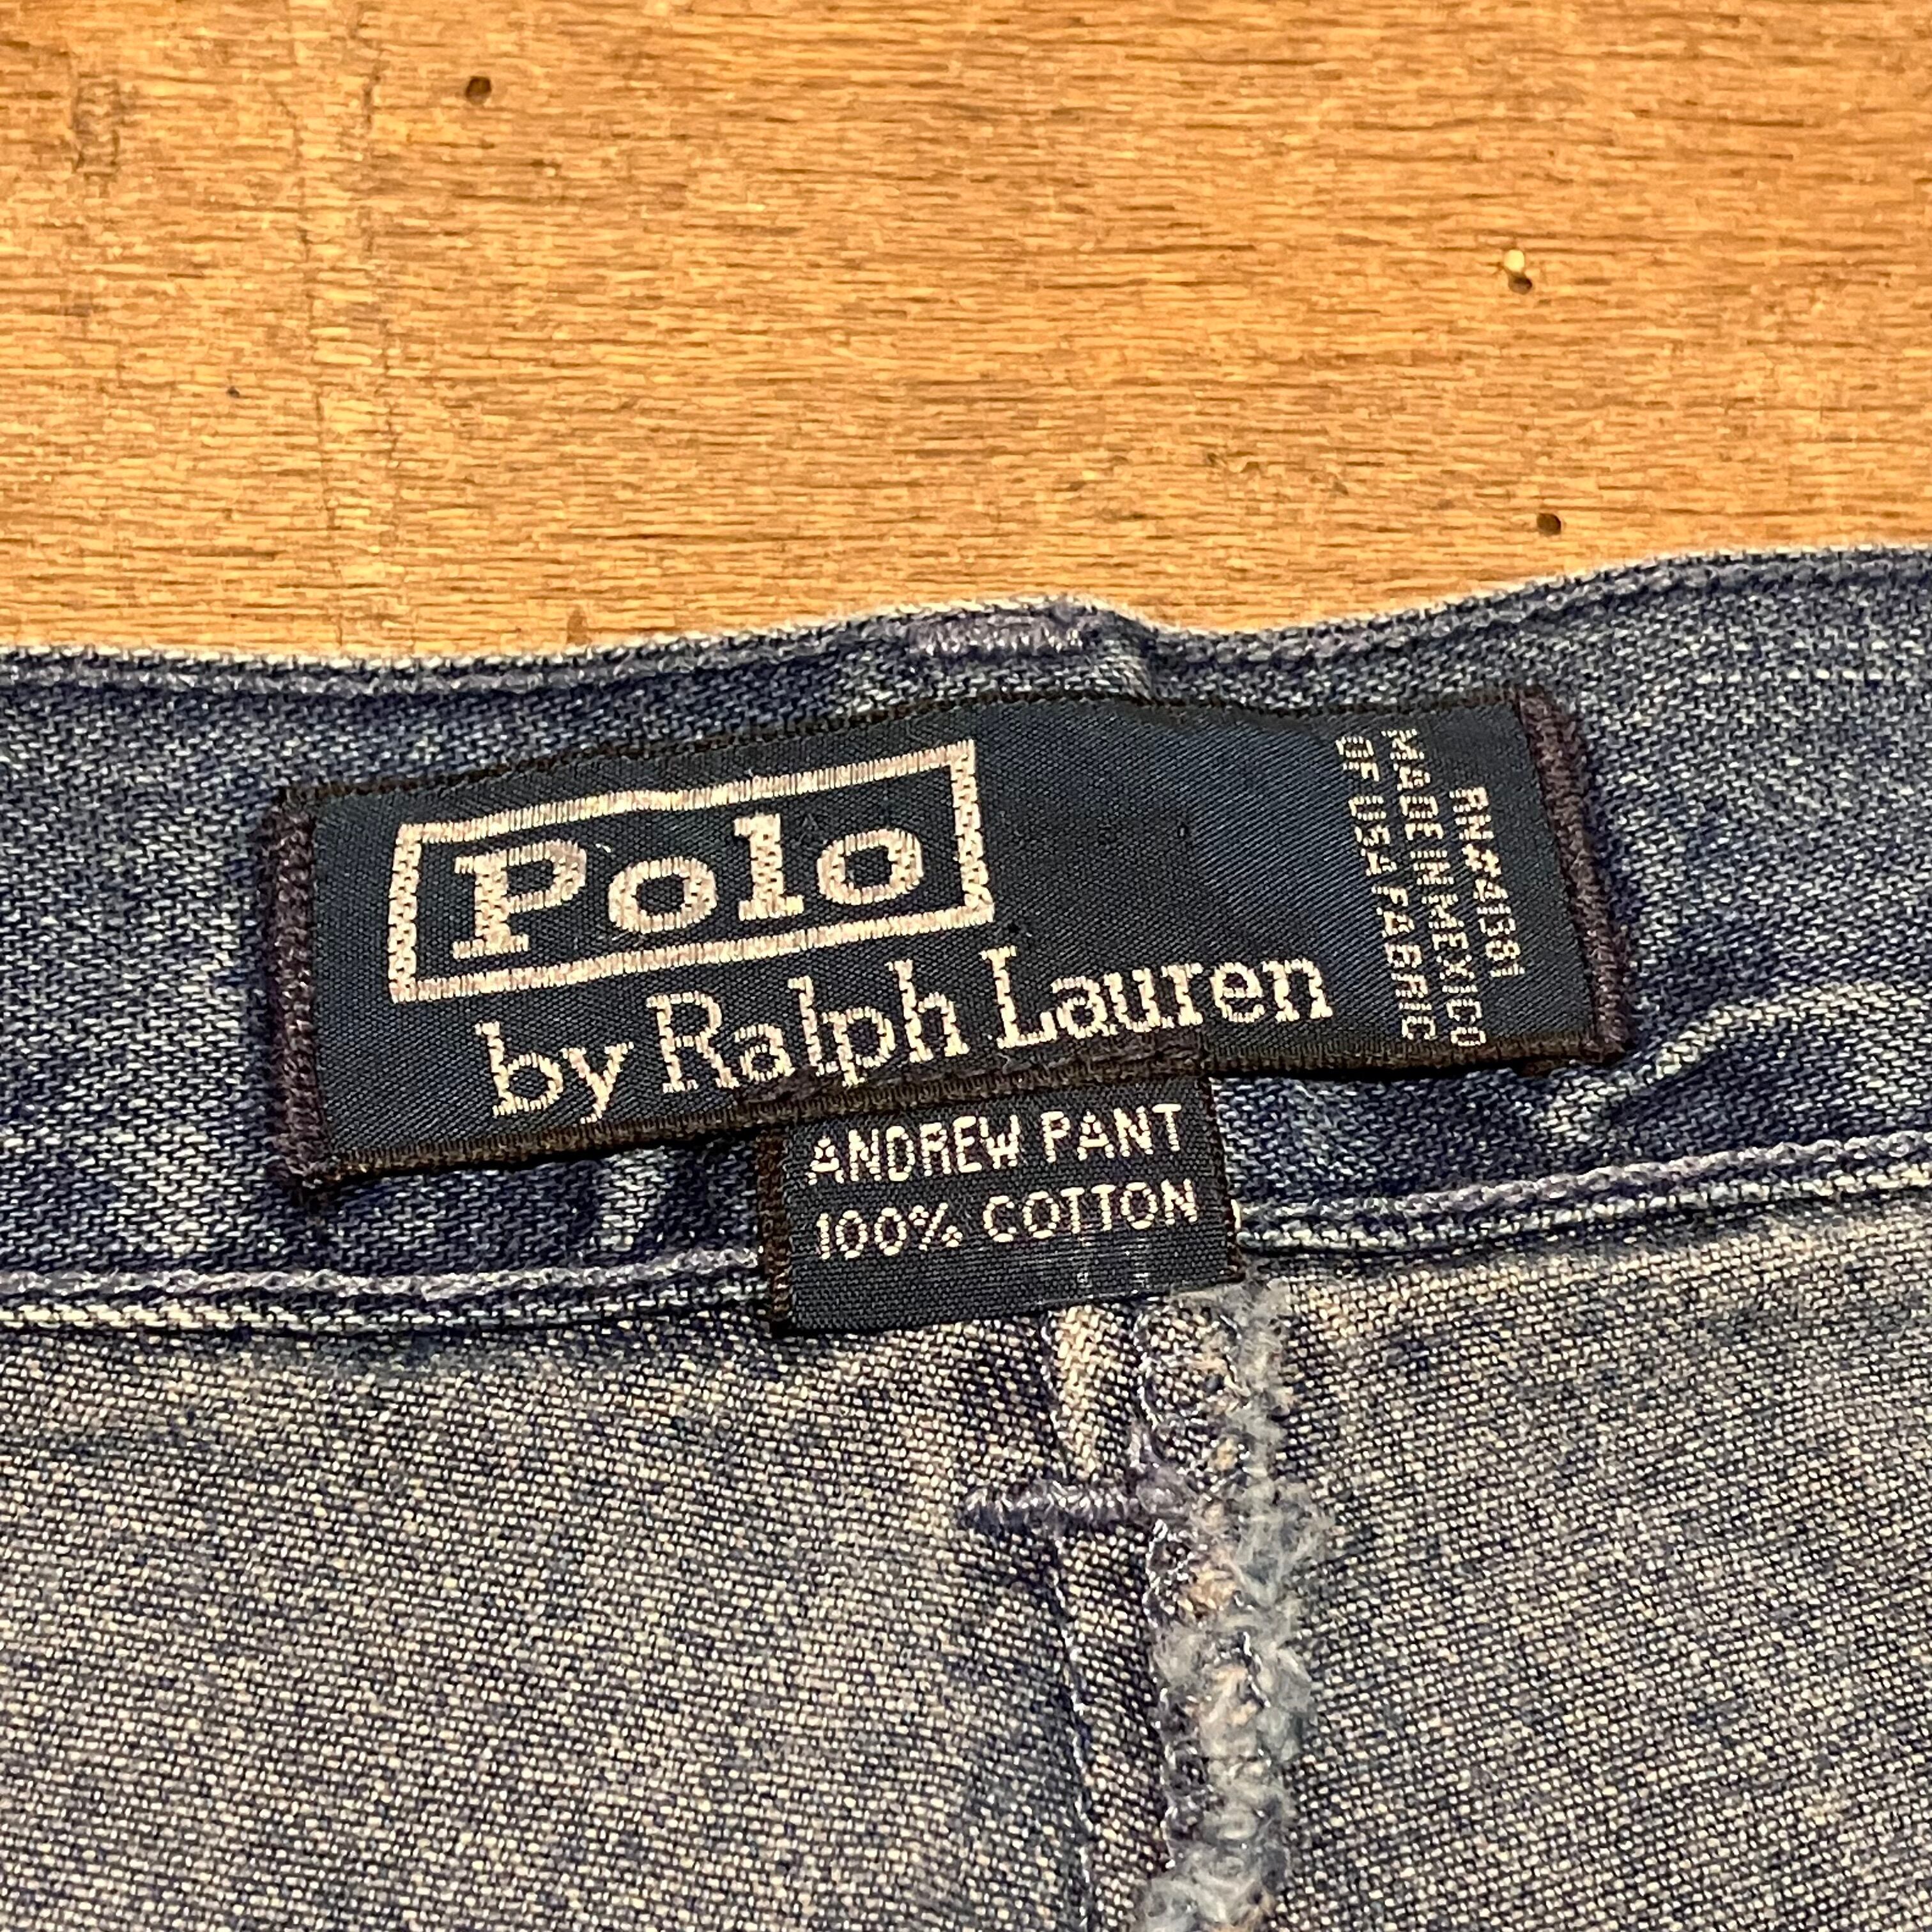 Polo
by Ralph Lauren
RN#41381
MADE IN MEXICO
OF USA FABRIC
ANDREW PANT
100% COTTON